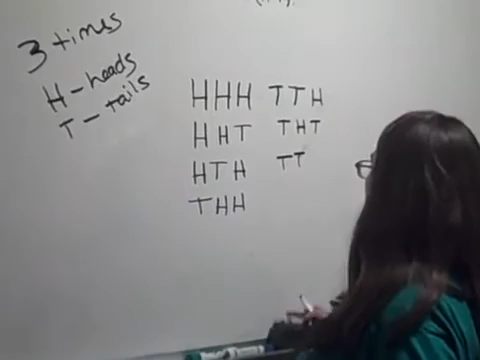 3 times
H - heads
T - tails
HHH TTH
HHT THT
HTH TT
THH